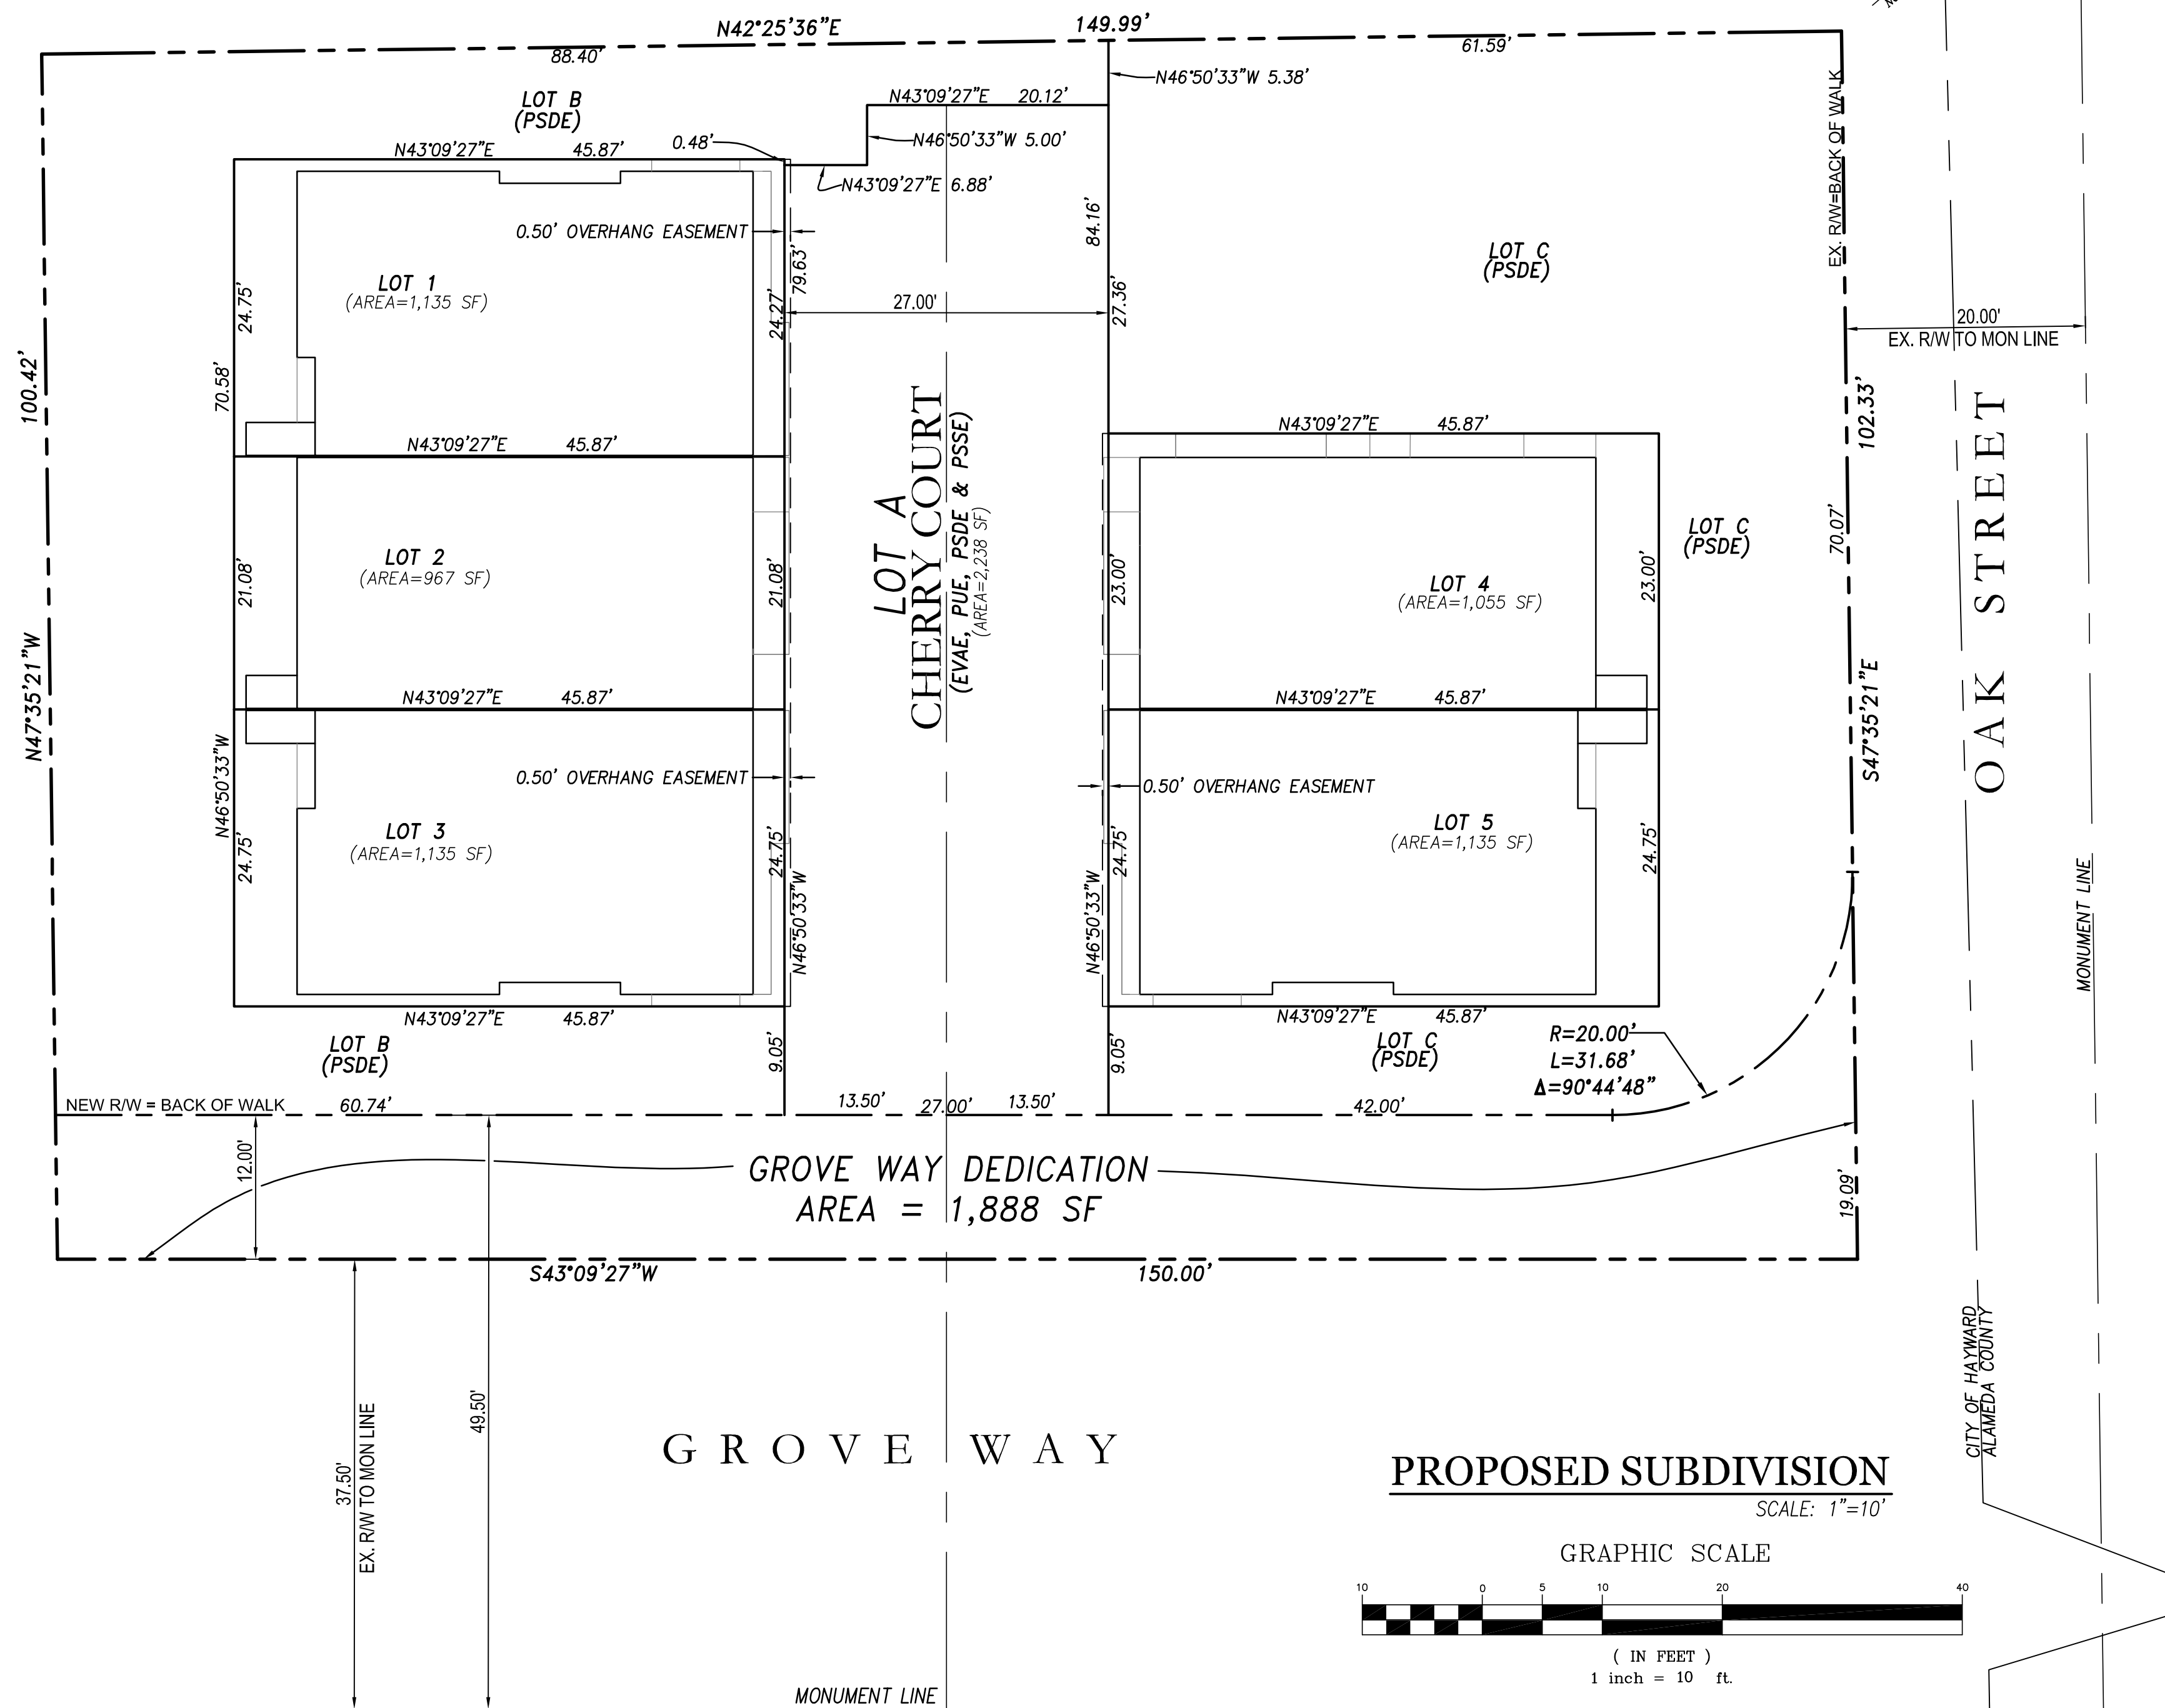 N42°25'36"E
149.99'
88.40'
61.59'
N46°50'33"W 5.38'
LOT B
(PSDE)
N43°09'27"E 20.12'
N46°50'33"W 5.00'
0.48'
N43°09'27"E 45.87'
N43°09'27"E 6.88'
EX. R/W=BACK OF WALK
0.50' OVERHANG EASEMENT
79.63'
84.16'
LOT C
(PSDE)
LOT 1
(AREA=1,135 SF)
24.75'
24.27'
27.00'
27.36'
20.00'
EX. R/W TO MON LINE
100.42'
70.58'
102.33'
N43°09'27"E 45.87'
N43°09'27"E 45.87'
LOT A
CHERRY COURT
(EVAE, PUE, PSDE & PSSE)
(AREA=2,238 SF)
OAK STREET
LOT 2
(AREA=967 SF)
21.08'
21.08'
23.00'
LOT 4
(AREA=1,055 SF)
23.00'
LOT C
(PSDE)
70.07'
N47°35'21"W
S47°35'21"E
N43°09'27"E 45.87'
N43°09'27"E 45.87'
N46°50'33"W
0.50' OVERHANG EASEMENT
0.50' OVERHANG EASEMENT
LOT 3
(AREA=1,135 SF)
24.75'
24.75'
24.75'
LOT 5
(AREA=1,135 SF)
24.75'
N46°50'33"W
N46°50'33"W
MONUMENT LINE
N43°09'27"E 45.87'
N43°09'27"E 45.87'
LOT B
(PSDE)
9.05'
9.05'
LOT C
(PSDE)
R=20.00'
L=31.68'
Δ=90°44'48"
NEW R/W = BACK OF WALK
60.74'
13.50'
27.00'
13.50'
42.00'
12.00'
GROVE WAY DEDICATION
AREA = 1,888 SF
19.09'
S43°09'27"W
150.00'
49.50'
37.50'
EX. R/W TO MON LINE
CITY OF HAYWARD
ALAMEDA COUNTY
GROVE WAY
PROPOSED SUBDIVISION
SCALE: 1"=10'
GRAPHIC SCALE
10 0 5 10 20 40
( IN FEET )
1 inch = 10 ft.
MONUMENT LINE